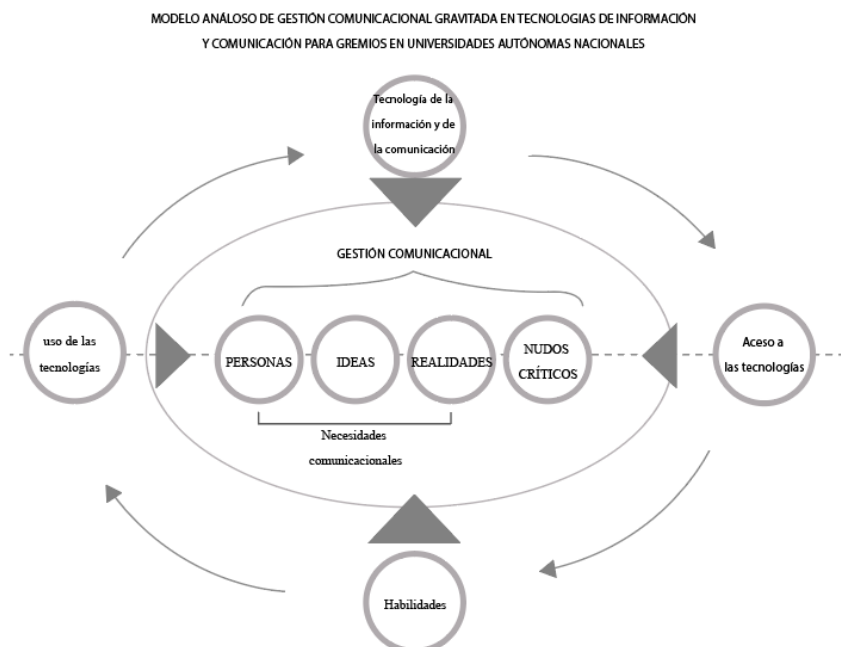 MODELO ANÁLOSO DE GESTIÓN COMUNICACIONAL GRAVITADA EN TECNOLOGIAS DE INFORMACIÓN
Y COMUNICACIÓN PARA GREMIOS EN UNIVERSIDADES AUTÓNOMAS NACIONALES
Tecnología de la
información y de
la comunicación
GESTIÓN COMUNICACIONAL
uso de las
tecnologías
PERSONAS
IDEAS
REALIDADES
NUDOS
CRÍTICOS
Aceso a
las tecnologías
Necesidades
comunicacionales
Habilidades